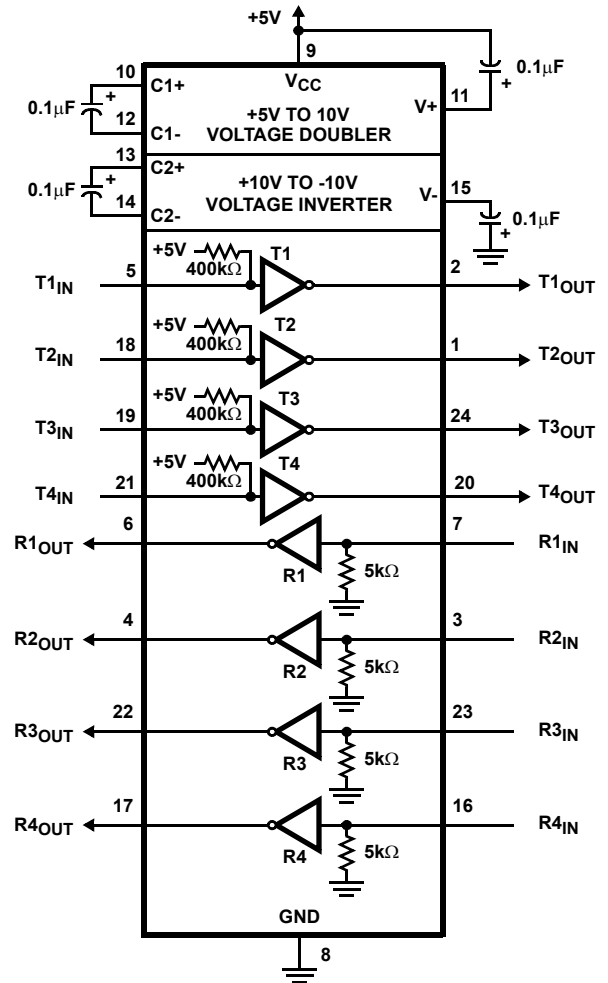 +5V
9
10
C1+
VCC
0.1μF
+
+
0.1μF
12
C1-
+5V TO 10V
VOLTAGE DOUBLER
V+
11
13
C2+
0.1μF
+
14
C2-
+10V TO -10V
VOLTAGE INVERTER
V-
15
0.1μF
+
+5V
400kΩ
T1
T1IN
5
2
T1OUT
+5V
400kΩ
T2
T2IN
18
1
T2OUT
+5V
400kΩ
T3
T3IN
19
24
T3OUT
+5V
400kΩ
T4
T4IN
21
20
T4OUT
R1OUT
6
7
R1IN
R1
5kΩ
R2OUT
4
3
R2IN
R2
5kΩ
R3OUT
22
23
R3IN
R3
5kΩ
R4OUT
17
16
R4IN
R4
5kΩ
GND
8